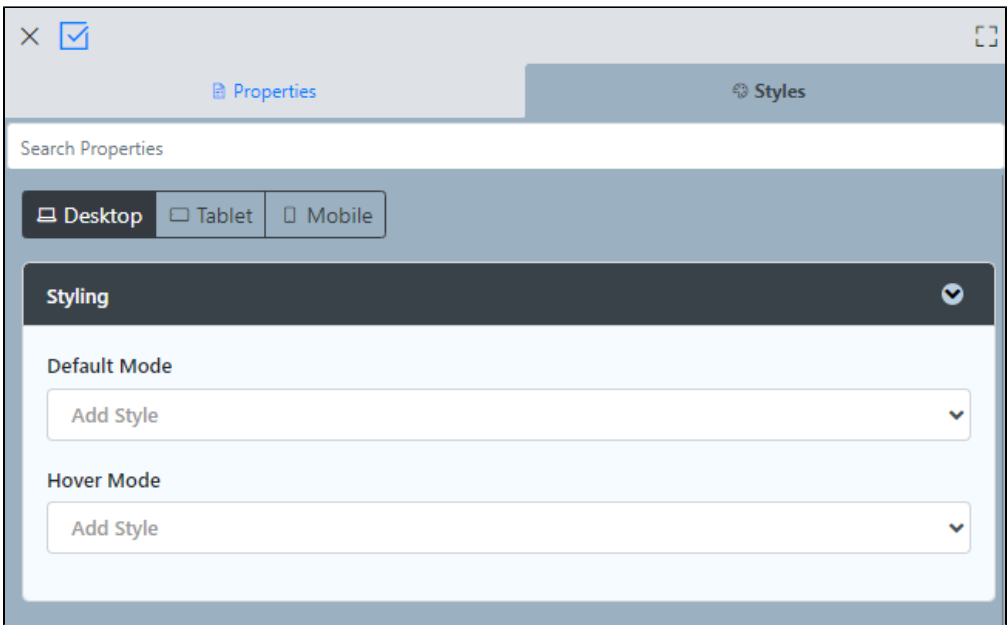 Properties
Styles
Search Properties
Desktop Tablet Mobile
Styling
Default Mode
Add Style
Hover Mode
Add Style